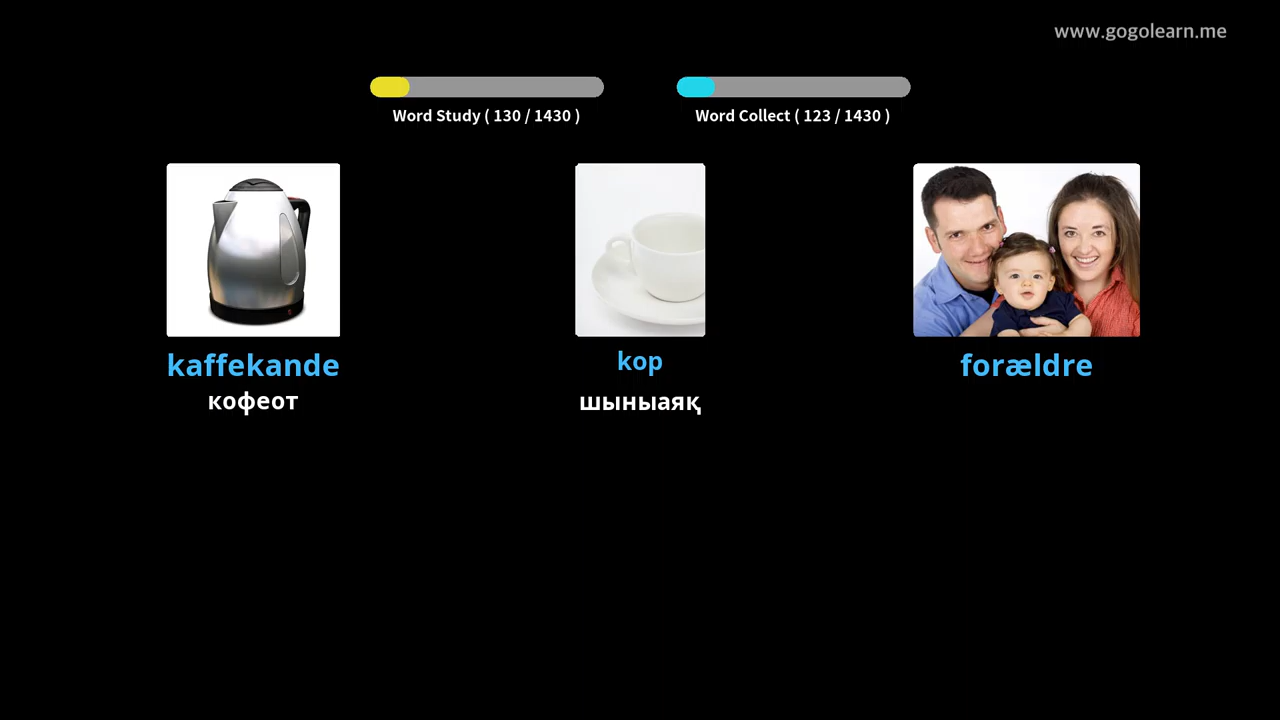 www.gogolearn.me
Word Study ( 130 / 1430 )
Word Collect ( 123 / 1430 )
kaffekande
кофеот
kop
шыныаяқ
forældre